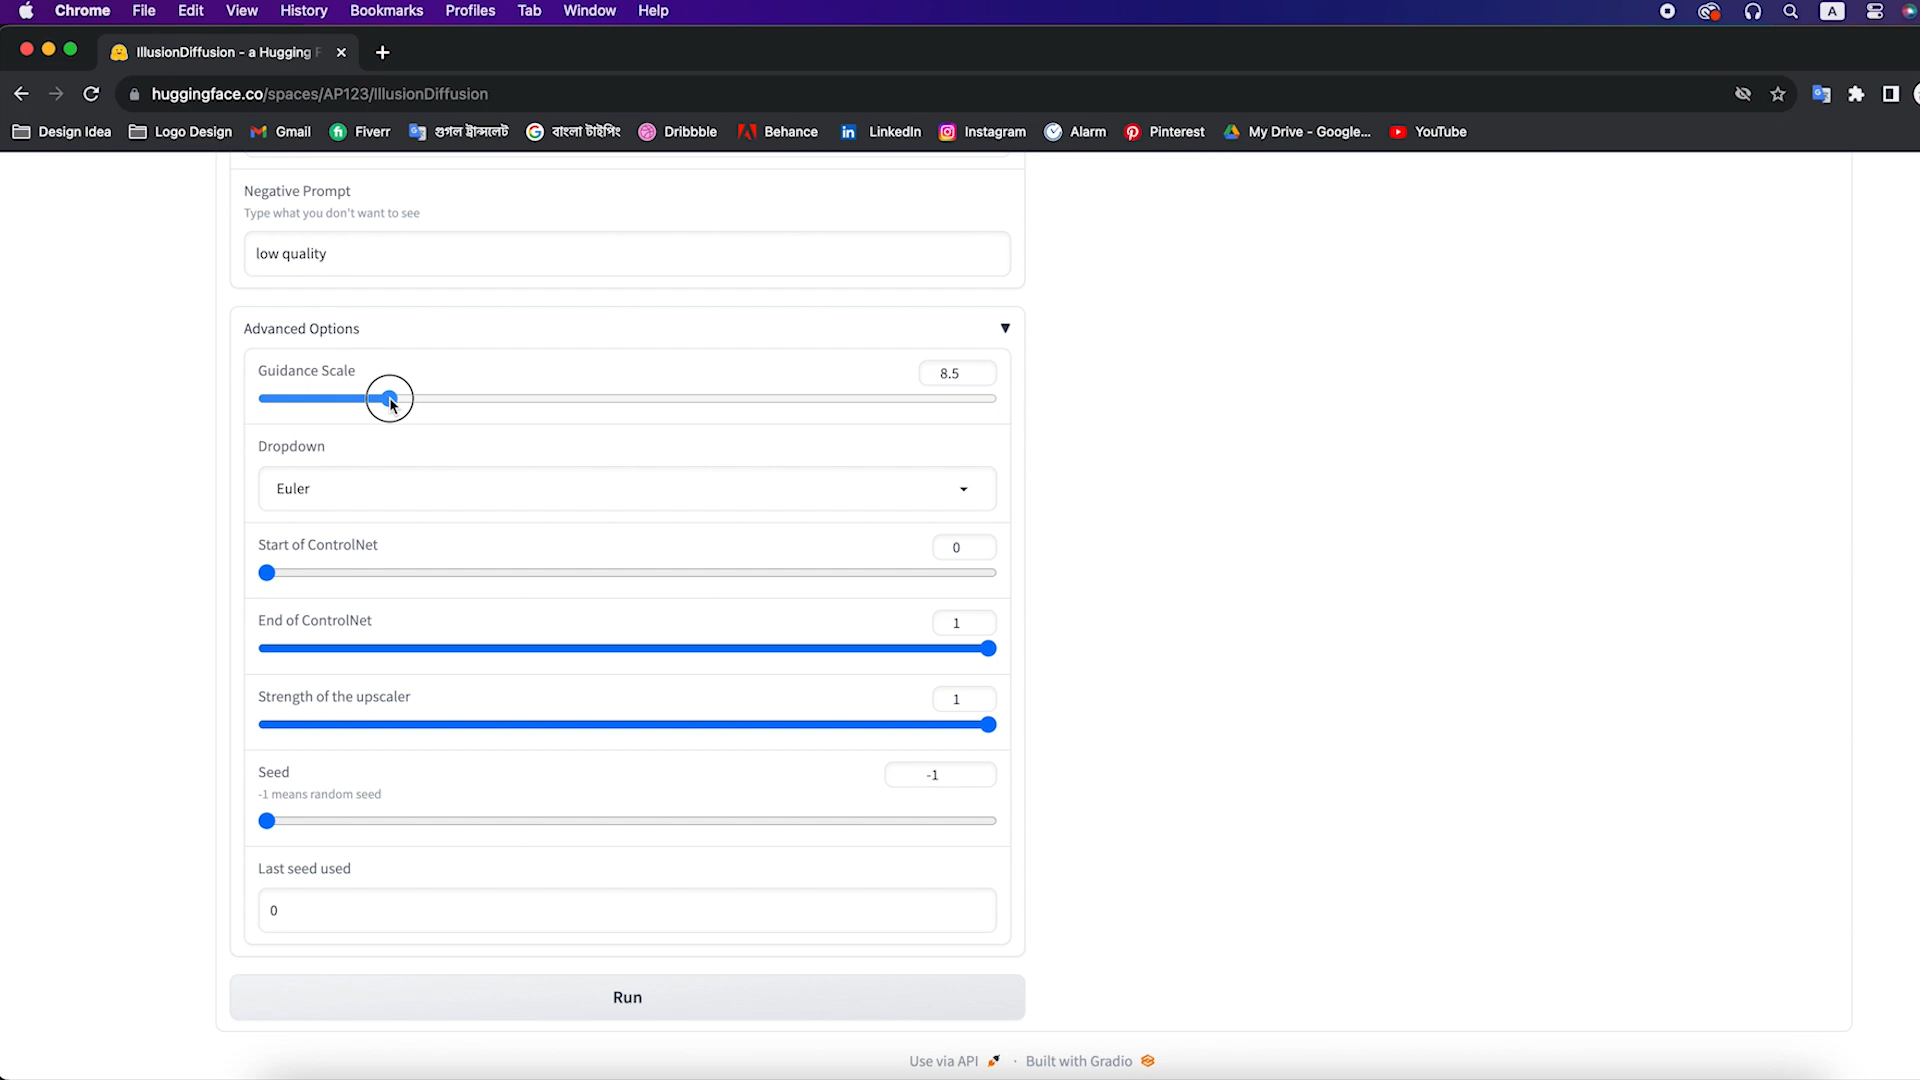 Chrome File Edit View History Bookmarks Profiles Tab Window Help A
IllusionDiffusion - a Hugging F
huggingface.co/spaces/AP123/IllusionDiffusion
Design Idea Logo Design Gmail Fiverr গুগল ট্রান্সলেট বাংলা টাইপিং Dribbble Behance LinkedIn Instagram Alarm Pinterest My Drive - Google... YouTube
Negative Prompt
Type what you don't want to see
low quality
Advanced Options ▼
Guidance Scale 8.5
Dropdown
Euler
Start of ControlNet 0
End of ControlNet 1
Strength of the upscaler 1
Seed -1
-1 means random seed
Last seed used
0
Run
Use via API · Built with Gradio